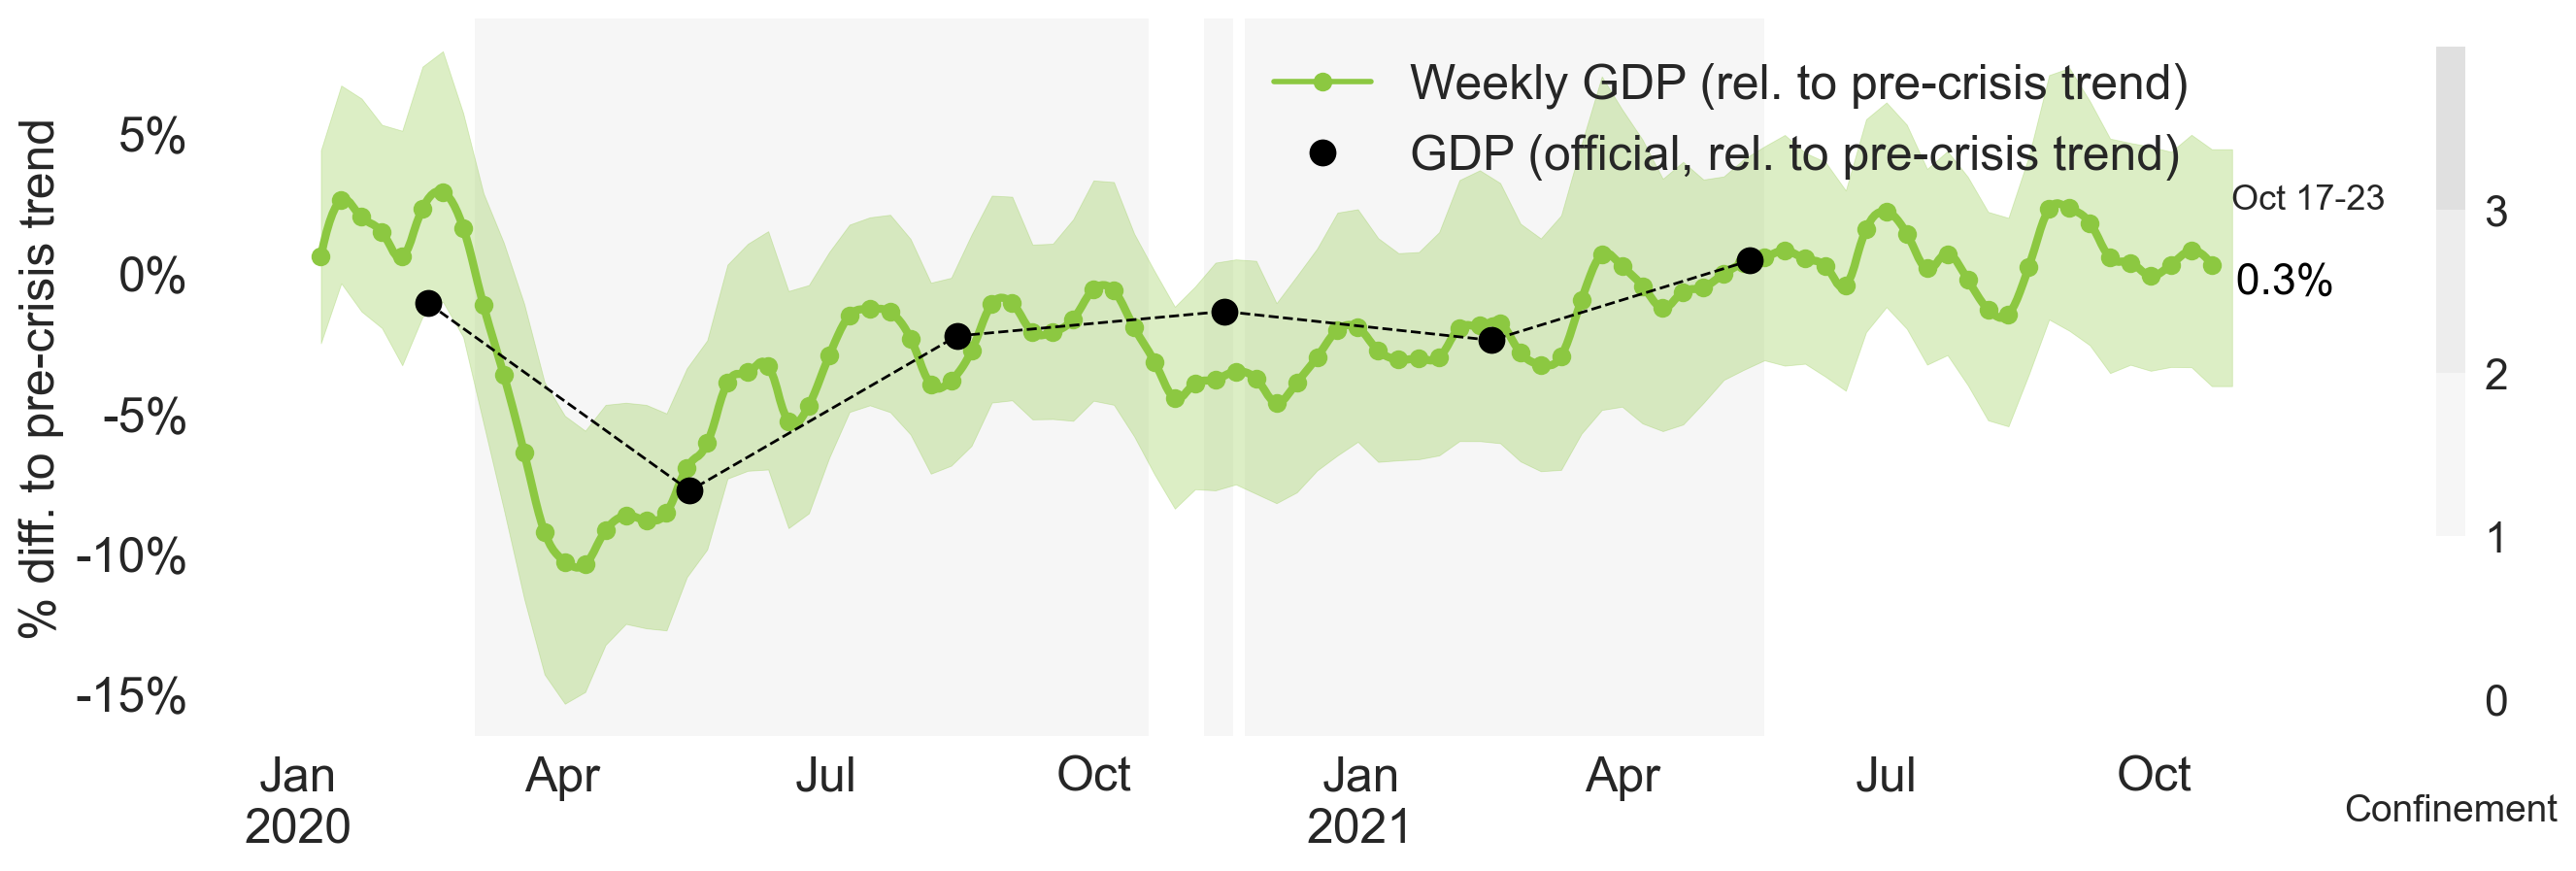 % diff. to pre-crisis trend
5%
0%
-5%
-10%
-15%
Weekly GDP (rel. to pre-crisis trend)
GDP (official, rel. to pre-crisis trend)
Oct 17-23
0.3%
3
2
1
0
Jan Apr Jul Oct Jan Apr Jul Oct
2020 2021
Confinement